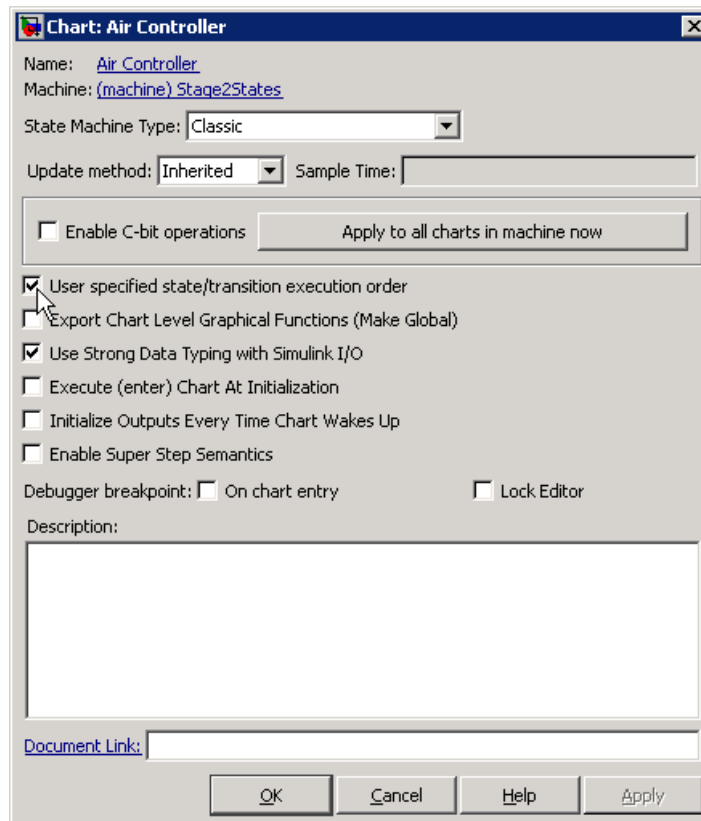 Chart: Air Controller
Name: Air Controller
Machine: (machine) Stage2States
State Machine Type: Classic
Update method: Inherited Sample Time:
Enable C-bit operations Apply to all charts in machine now
User specified state/transition execution order
Export Chart Level Graphical Functions (Make Global)
Use Strong Data Typing with Simulink I/O
Execute (enter) Chart At Initialization
Initialize Outputs Every Time Chart Wakes Up
Enable Super Step Semantics
Debugger breakpoint: On chart entry Lock Editor
Description:
Document Link:
OK Cancel Help Apply